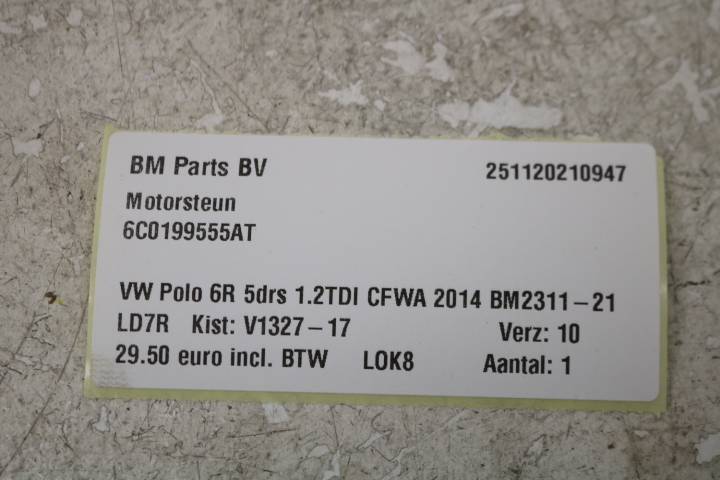 BM Parts BV 251120210947
Motorsteun
6C0199555AT
VW Polo 6R 5drs 1.2TDI CFWA 2014 BM2311-21
LD7R Kist: V1327-17 Verz: 10
29.50 euro incl. BTW LOK8 Aantal: 1